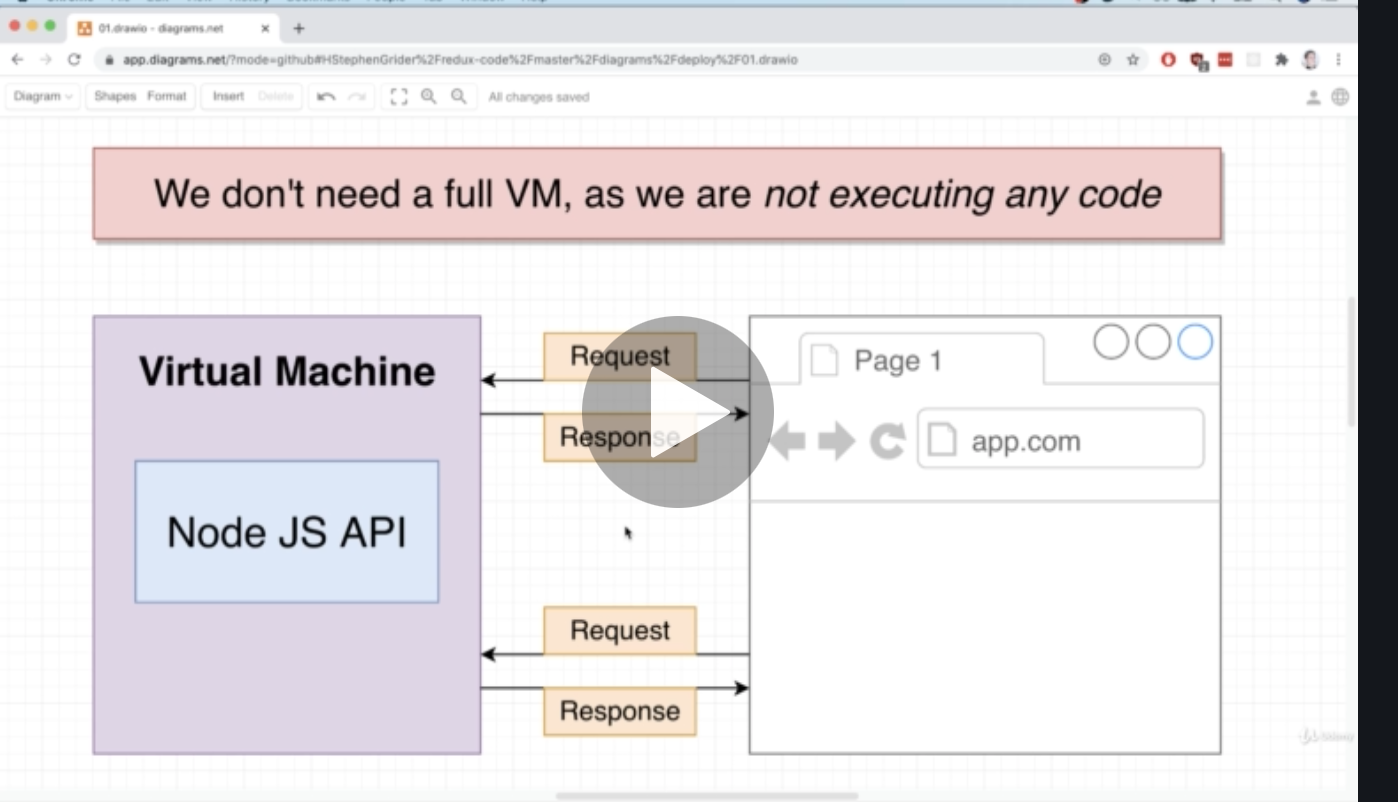 01.drawio - diagrams.net
app.diagrams.net/?mode=github#HStephenGrider%2Fredux-code%2Fmaster%2Fdiagrams%2Fdeploy%2F01.drawio
Diagram Shapes Format Insert Delete All changes saved
We don't need a full VM, as we are not executing any code
Virtual Machine
Node JS API
Request
Response
Request
Response
Page 1
app.com
Udemy